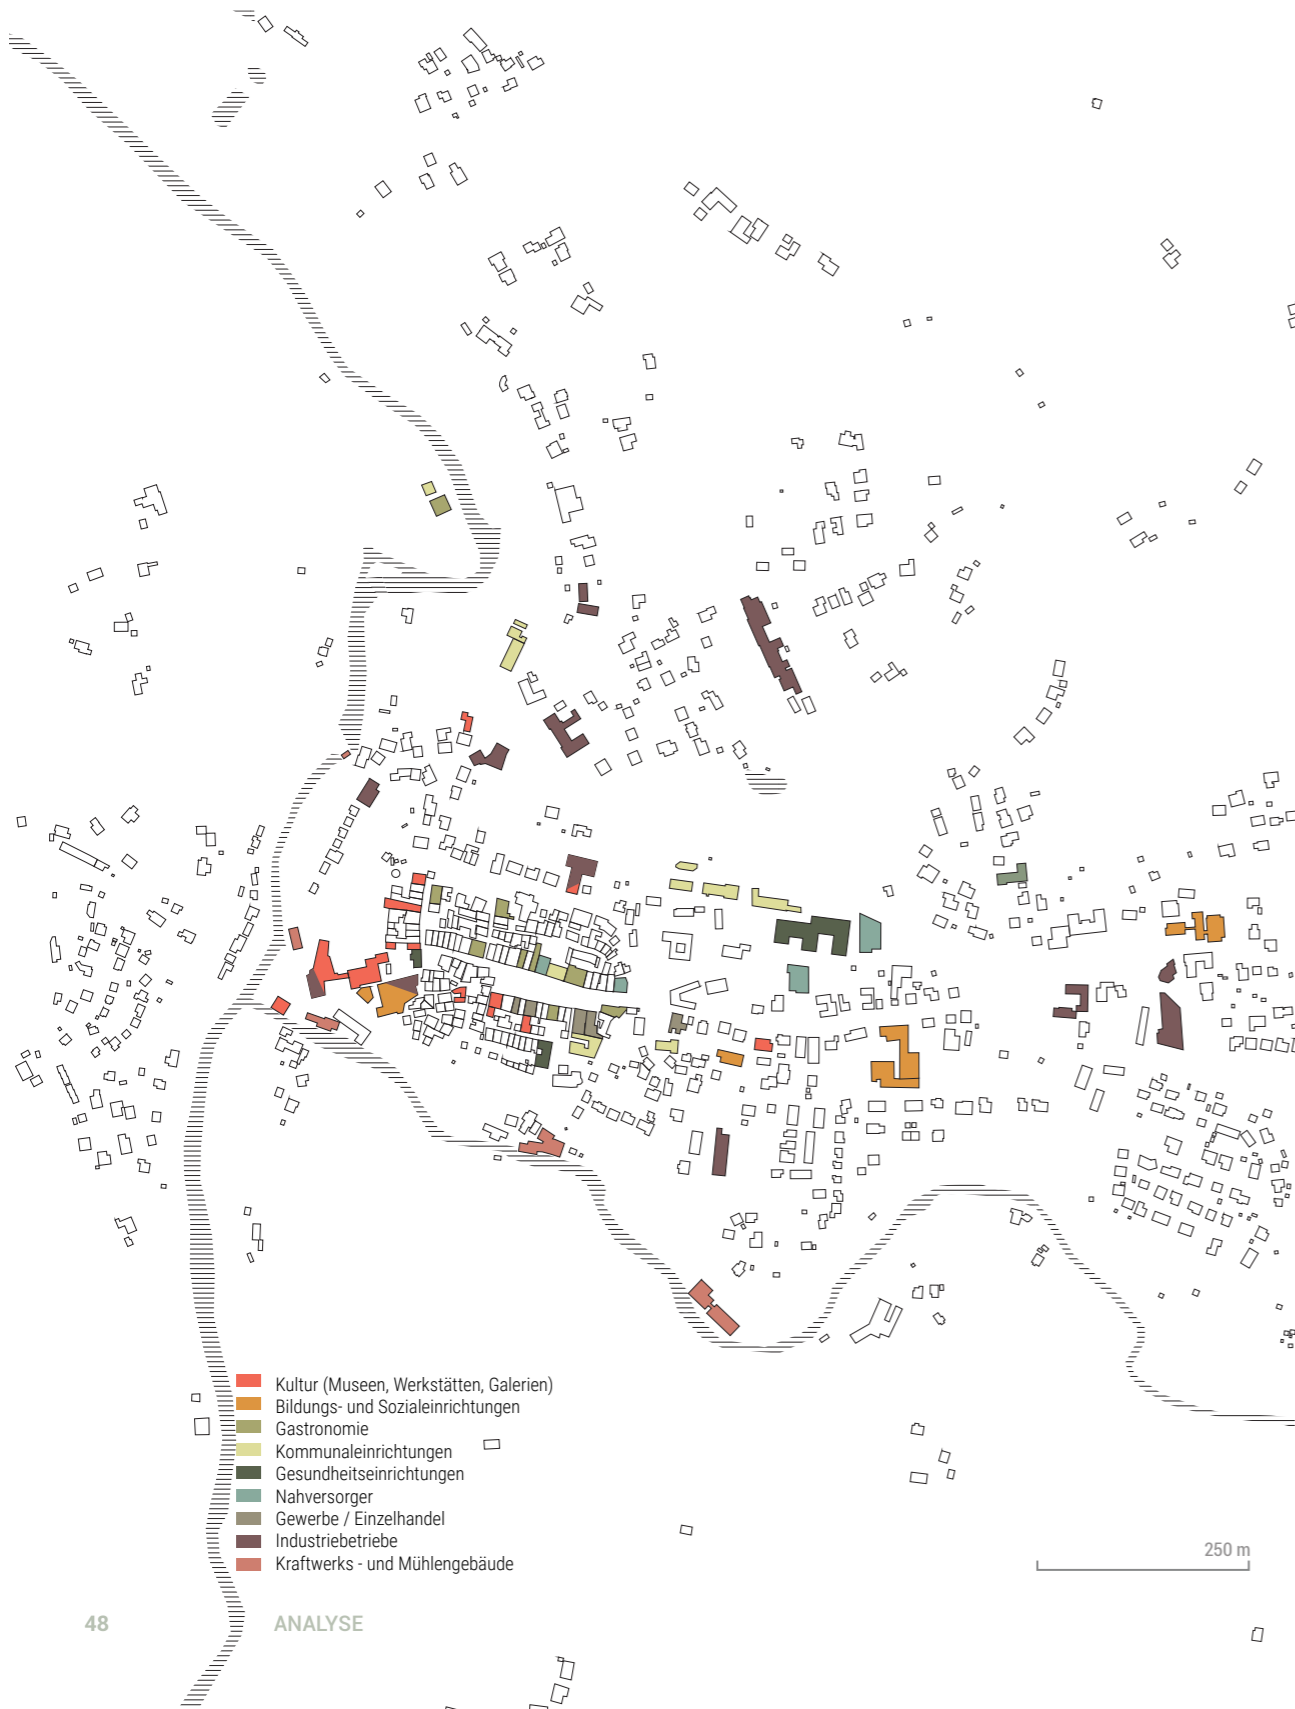 Kultur (Museen, Werkstätten, Galerien)
Bildungs- und Sozialeinrichtungen
Gastronomie
Kommunaleinrichtungen
Gesundheitseinrichtungen
Nahversorger
Gewerbe / Einzelhandel
Industriebetriebe
Kraftwerks - und Mühlengebäude
250 m
48 ANALYSE